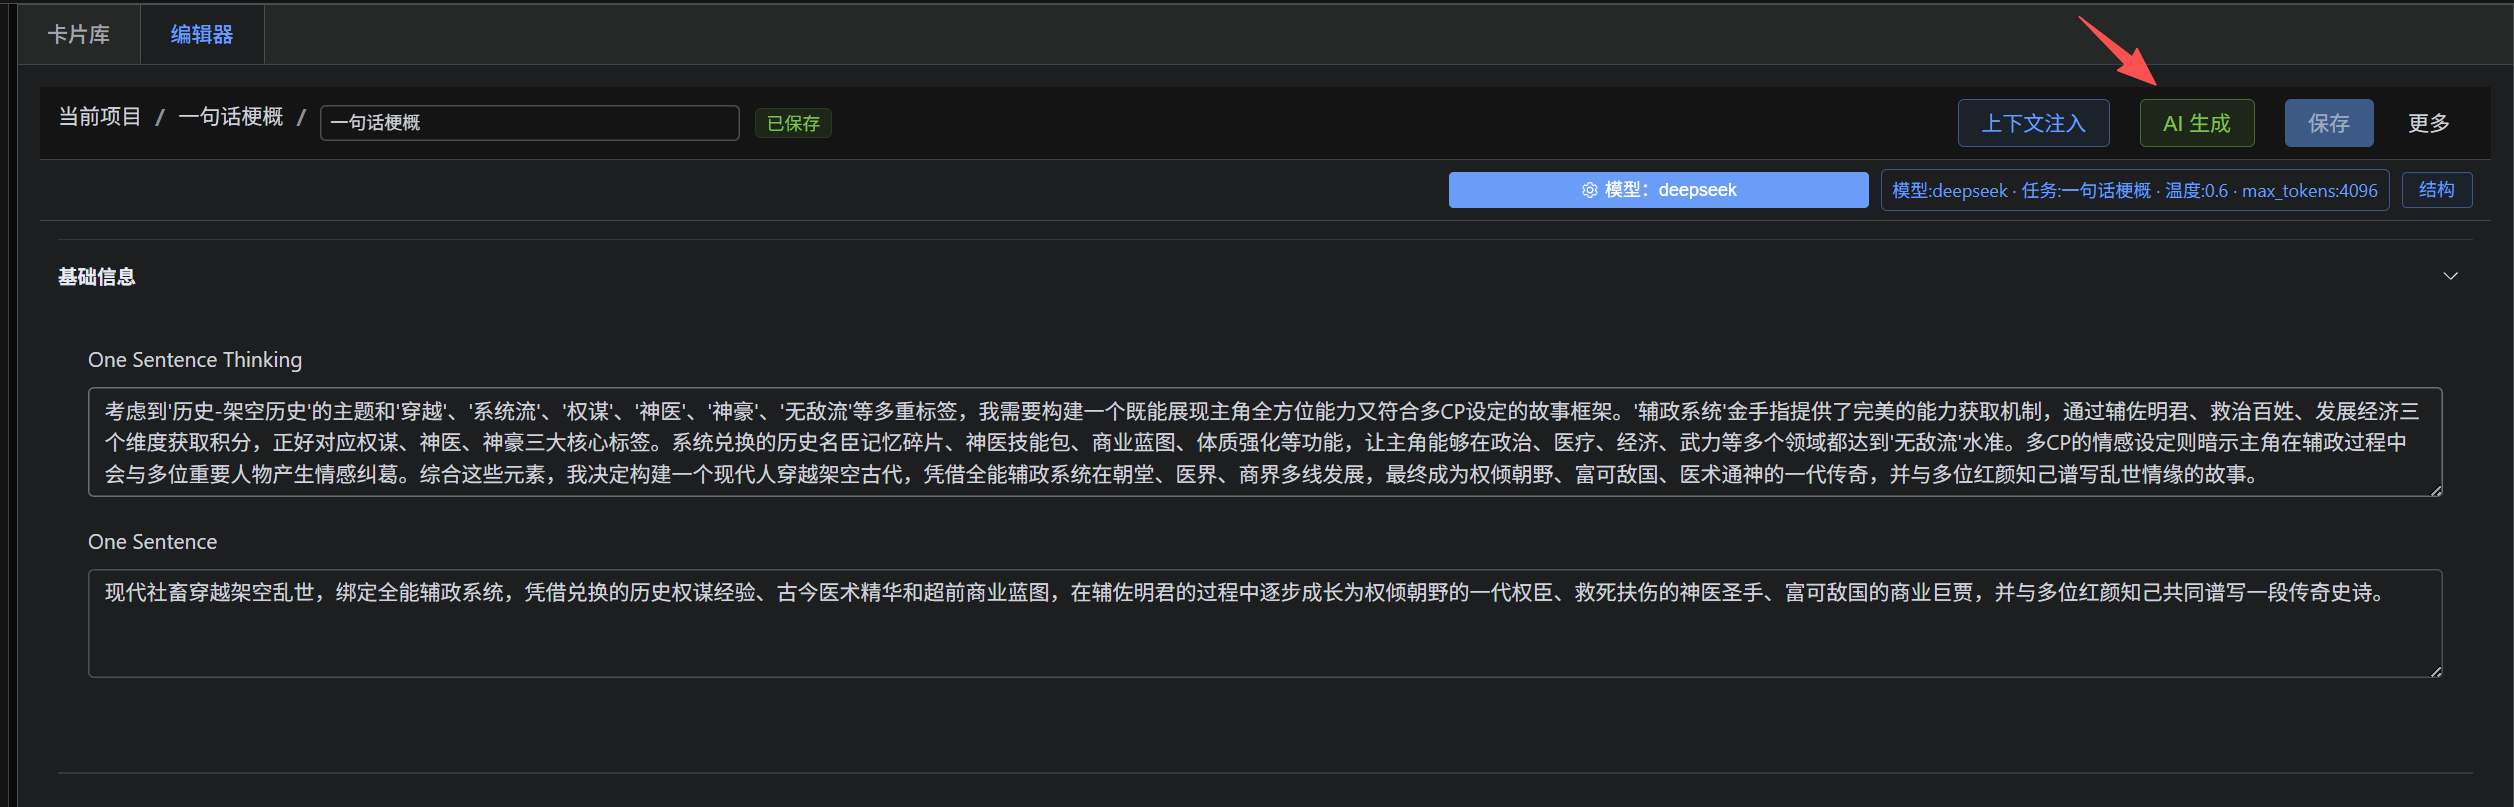 卡片库
编辑器
当前项目 / 一句话梗概 / 一句话梗概 已保存
上下文注入
AI 生成
保存
更多
模型：deepseek
模型:deepseek · 任务:一句话梗概 · 温度:0.6 · max_tokens:4096
结构
基础信息
One Sentence Thinking
考虑到'历史-架空历史'的主题和'穿越'、'系统流'、'权谋'、'神医'、'神豪'、'无敌流'等多重标签，我需要构建一个既能展现主角全方位能力又符合多CP设定的故事框架。'辅政系统'金手指提供了完美的能力获取机制，通过辅佐明君、救治百姓、发展经济三
个维度获取积分，正好对应权谋、神医、神豪三大核心标签。系统兑换的历史名臣记忆碎片、神医技能包、商业蓝图、体质强化等功能，让主角能够在政治、医疗、经济、武力等多个领域都达到'无敌流'水准。多CP的情感设定则暗示主角在辅政过程中
会与多位重要人物产生情感纠葛。综合这些元素，我决定构建一个现代人穿越架空古代，凭借全能辅政系统在朝堂、医界、商界多线发展，最终成为权倾朝野、富可敌国、医术通神的一代传奇，并与多位红颜知己谱写乱世情缘的故事。
One Sentence
现代社畜穿越架空乱世，绑定全能辅政系统，凭借兑换的历史权谋经验、古今医术精华和超前商业蓝图，在辅佐明君的过程中逐步成长为权倾朝野的一代权臣、救死扶伤的神医圣手、富可敌国的商业巨贾，并与多位红颜知己共同谱写一段传奇史诗。